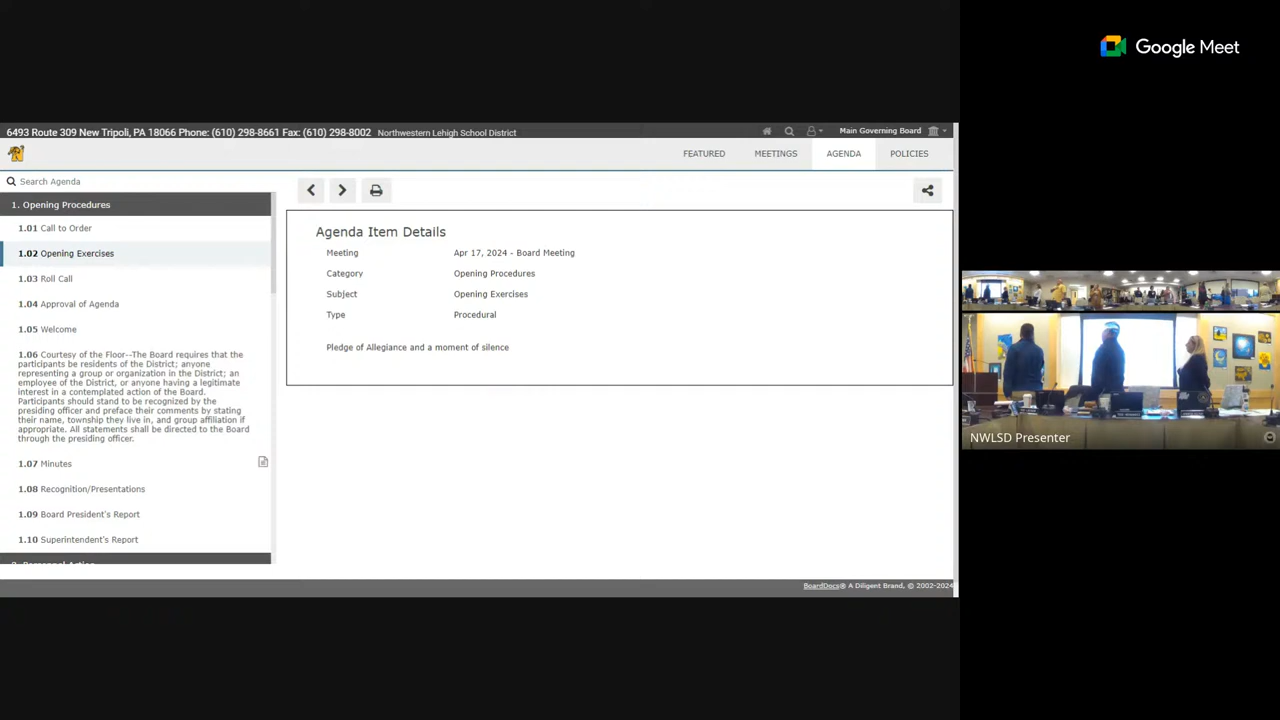 Google Meet
6493 Route 309 New Tripoli, PA 18066 Phone: (610) 298-8661 Fax: (610) 298-8002 Northwestern Lehigh School District
Main Governing Board
FEATURED MEETINGS AGENDA POLICIES
Search Agenda
1. Opening Procedures
1.01 Call to Order
1.02 Opening Exercises
1.03 Roll Call
1.04 Approval of Agenda
1.05 Welcome
1.06 Courtesy of the Floor--The Board requires that the
participants be residents of the District; anyone
representing a group or organization in the District; an
employee of the District, or anyone having a legitimate
interest in a contemplated action of the Board.
Participants should stand to be recognized by the
presiding officer and preface their comments by stating
their name, township they live in, and group affiliation if
appropriate. All statements shall be directed to the Board
through the presiding officer.
1.07 Minutes
1.08 Recognition/Presentations
1.09 Board President's Report
1.10 Superintendent's Report
2. Personnel Action
Agenda Item Details
Meeting Apr 17, 2024 - Board Meeting
Category Opening Procedures
Subject Opening Exercises
Type Procedural
Pledge of Allegiance and a moment of silence
BoardDocs® A Diligent Brand, © 2002-2024
NWLSD Presenter